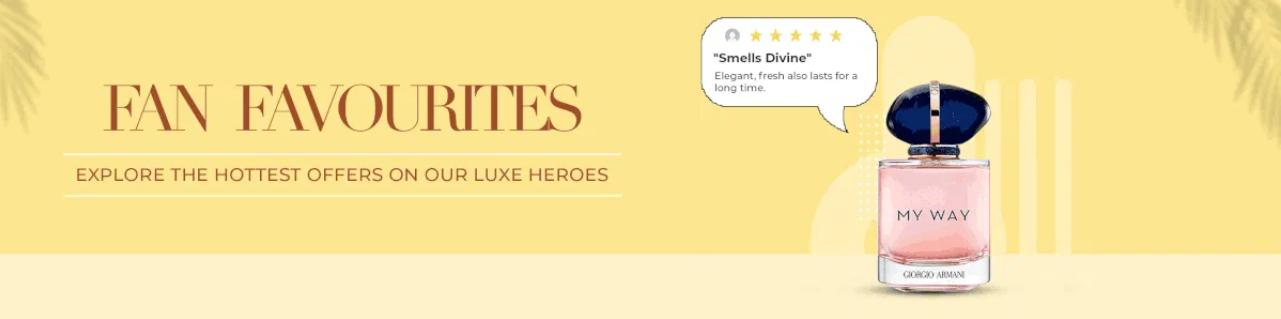 FAN FAVOURITES
EXPLORE THE HOTTEST OFFERS ON OUR LUXE HEROES
"Smells Divine"
Elegant, fresh also lasts for a
long time.
MY WAY
GIORGIO ARMANI